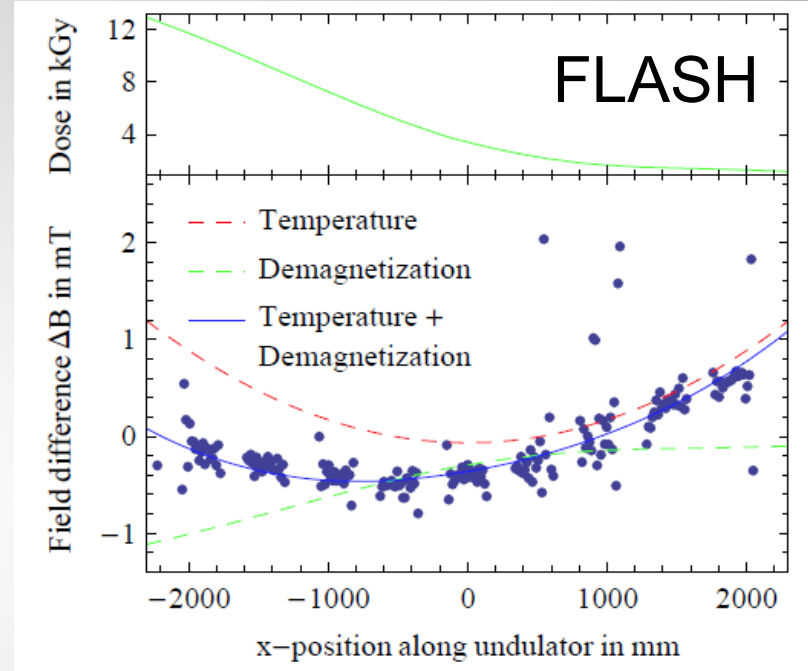 FLASH
Dose in kGy
12
8
4
Temperature
Demagnetization
Temperature +
Demagnetization
Field difference ΔB in mT
2
1
0
−1
−2000 −1000 0 1000 2000
x−position along undulator in mm